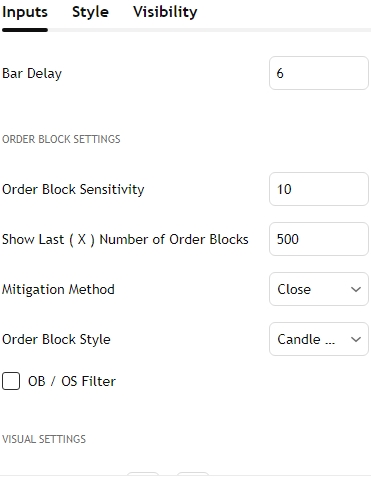 Inputs Style Visibility
Bar Delay 6
ORDER BLOCK SETTINGS
Order Block Sensitivity 10
Show Last ( X ) Number of Order Blocks 500
Mitigation Method Close
Order Block Style Candle ...
OB / OS Filter
VISUAL SETTINGS